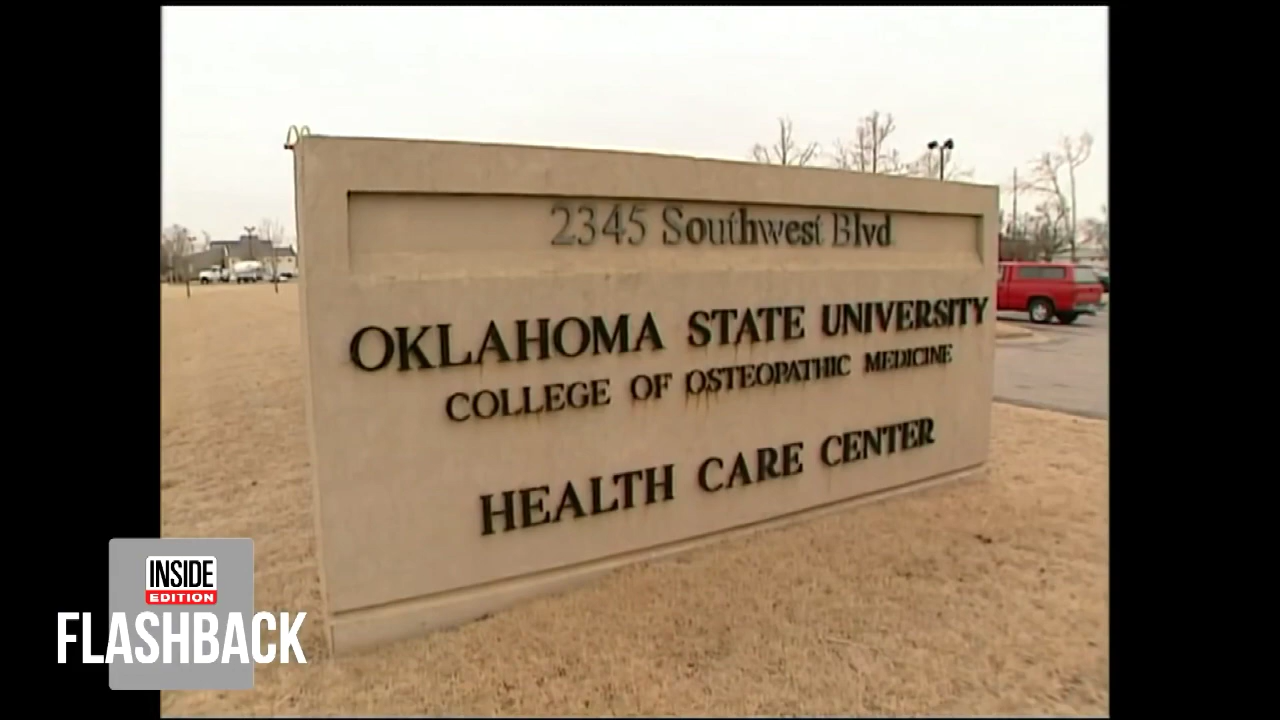 2345 Southwest Blvd
OKLAHOMA STATE UNIVERSITY
COLLEGE OF OSTEOPATHIC MEDICINE
HEALTH CARE CENTER
INSIDE
EDITION
FLASHBACK